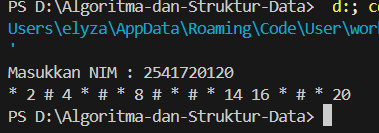 PS D:\Algoritma-dan-Struktur-Data> d:; c
Users\elyza\AppData\Roaming\Code\User\wor
'
Masukkan NIM : 2541720120
* 2 # 4 * # * 8 # * # * 14 16 * # * 20
PS D:\Algoritma-dan-Struktur-Data>